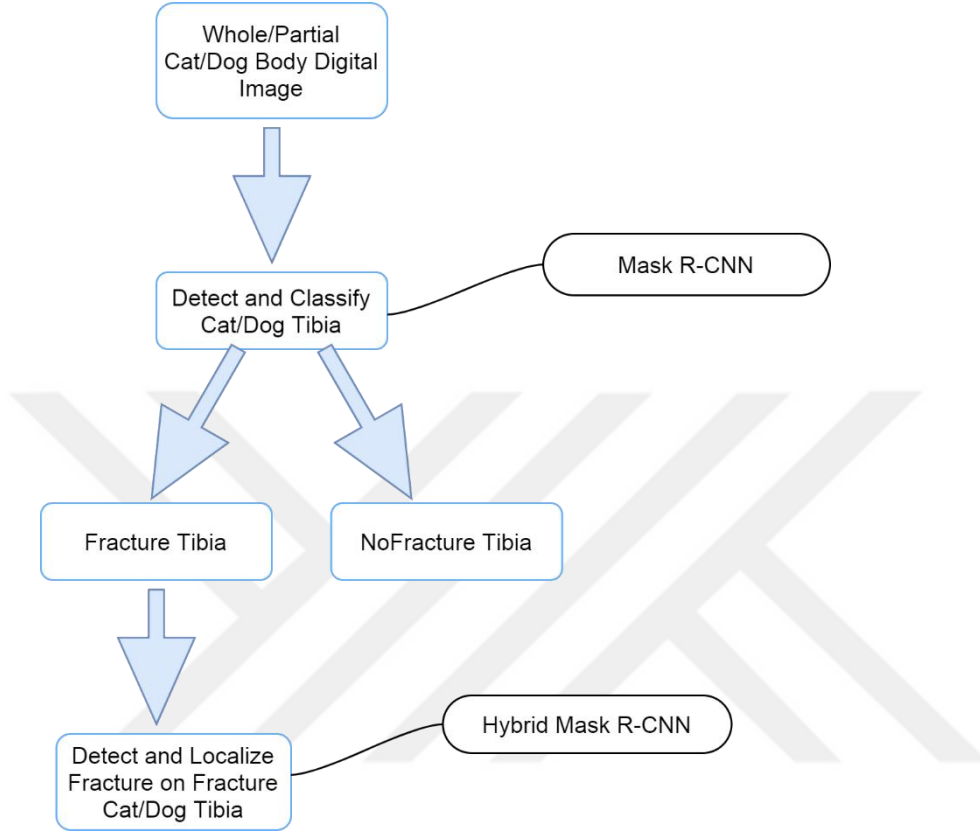 Whole/Partial
Cat/Dog Body Digital
Image
Mask R-CNN
Detect and Classify
Cat/Dog Tibia
Fracture Tibia
NoFracture Tibia
Hybrid Mask R-CNN
Detect and Localize
Fracture on Fracture
Cat/Dog Tibia